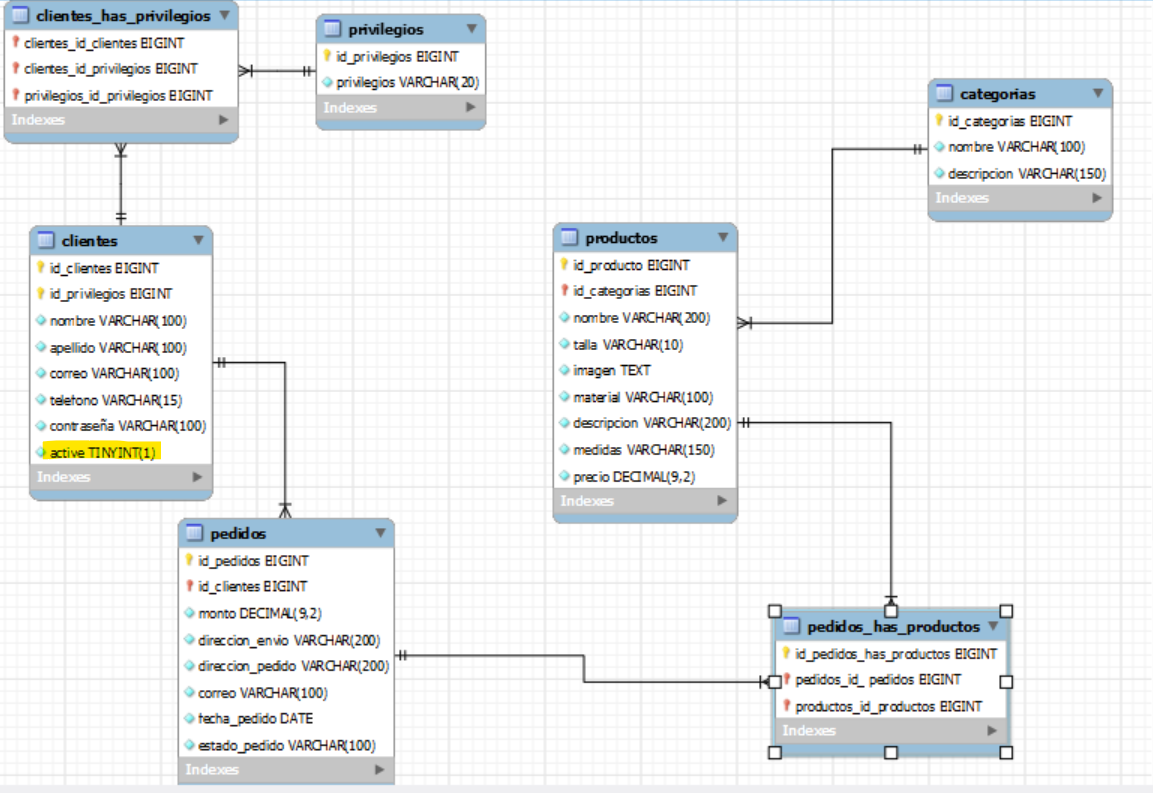 clientes_has_privilegios
clientes_id_clientes BIGINT
clientes_id_privilegios BIGINT
privilegios_id_privilegios BIGINT
Indexes
privilegios
id_privilegios BIGINT
privilegios VARCHAR(20)
Indexes
categorias
id_categorias BIGINT
nombre VARCHAR(100)
descripcion VARCHAR(150)
Indexes
clientes
id_clientes BIGINT
id_privilegios BIGINT
nombre VARCHAR(100)
apellido VARCHAR(100)
correo VARCHAR(100)
telefono VARCHAR(15)
contraseña VARCHAR(100)
active TINYINT(1)
Indexes
productos
id_producto BIGINT
id_categorias BIGINT
nombre VARCHAR(200)
talla VARCHAR(10)
imagen TEXT
material VARCHAR(100)
descripcion VARCHAR(200)
medidas VARCHAR(150)
precio DECIMAL(9,2)
Indexes
pedidos
id_pedidos BIGINT
id_clientes BIGINT
monto DECIMAL(9,2)
direccion_envio VARCHAR(200)
direccion_pedido VARCHAR(200)
correo VARCHAR(100)
fecha_pedido DATE
estado_pedido VARCHAR(100)
Indexes
pedidos_has_productos
id_pedidos_has_productos BIGINT
pedidos_id_ pedidos BIGINT
productos_id_productos BIGINT
Indexes